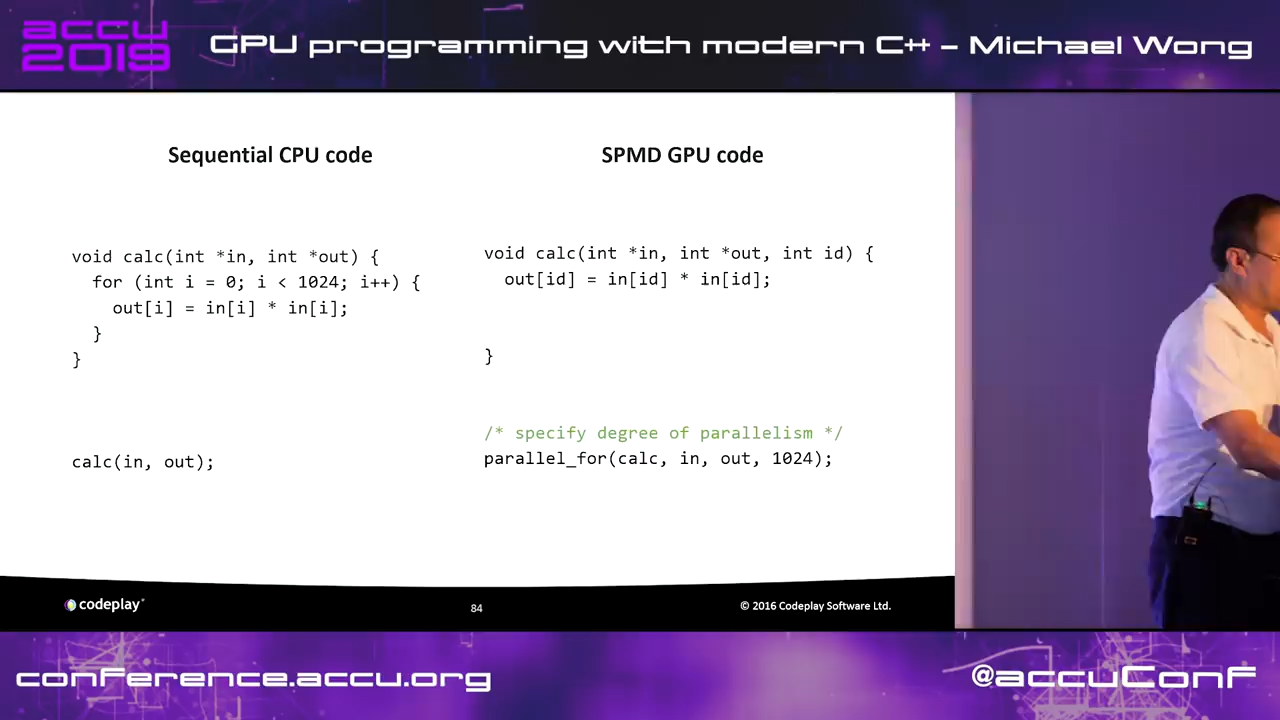 accu
2019
GPU programming with modern C++ – Michael Wong
Sequential CPU code
void calc(int *in, int *out) {
  for (int i = 0; i < 1024; i++) {
    out[i] = in[i] * in[i];
  }
}
calc(in, out);
SPMD GPU code
void calc(int *in, int *out, int id) {
  out[id] = in[id] * in[id];
}
/* specify degree of parallelism */
parallel_for(calc, in, out, 1024);
codeplay
84
© 2016 Codeplay Software Ltd.
conference.accu.org
@accuConf